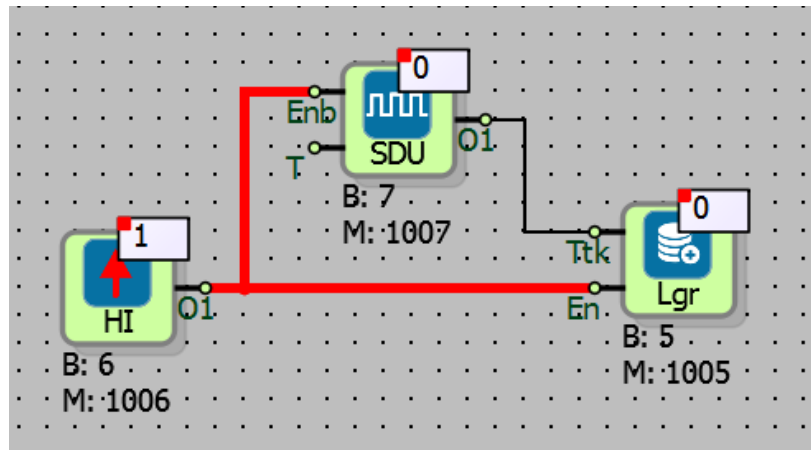 0
Enb
O1
T
SDU
B: 7
M: 1007
0
Ttk
En
Lgr
B: 5
M: 1005
1
O1
HI
B: 6
M: 1006